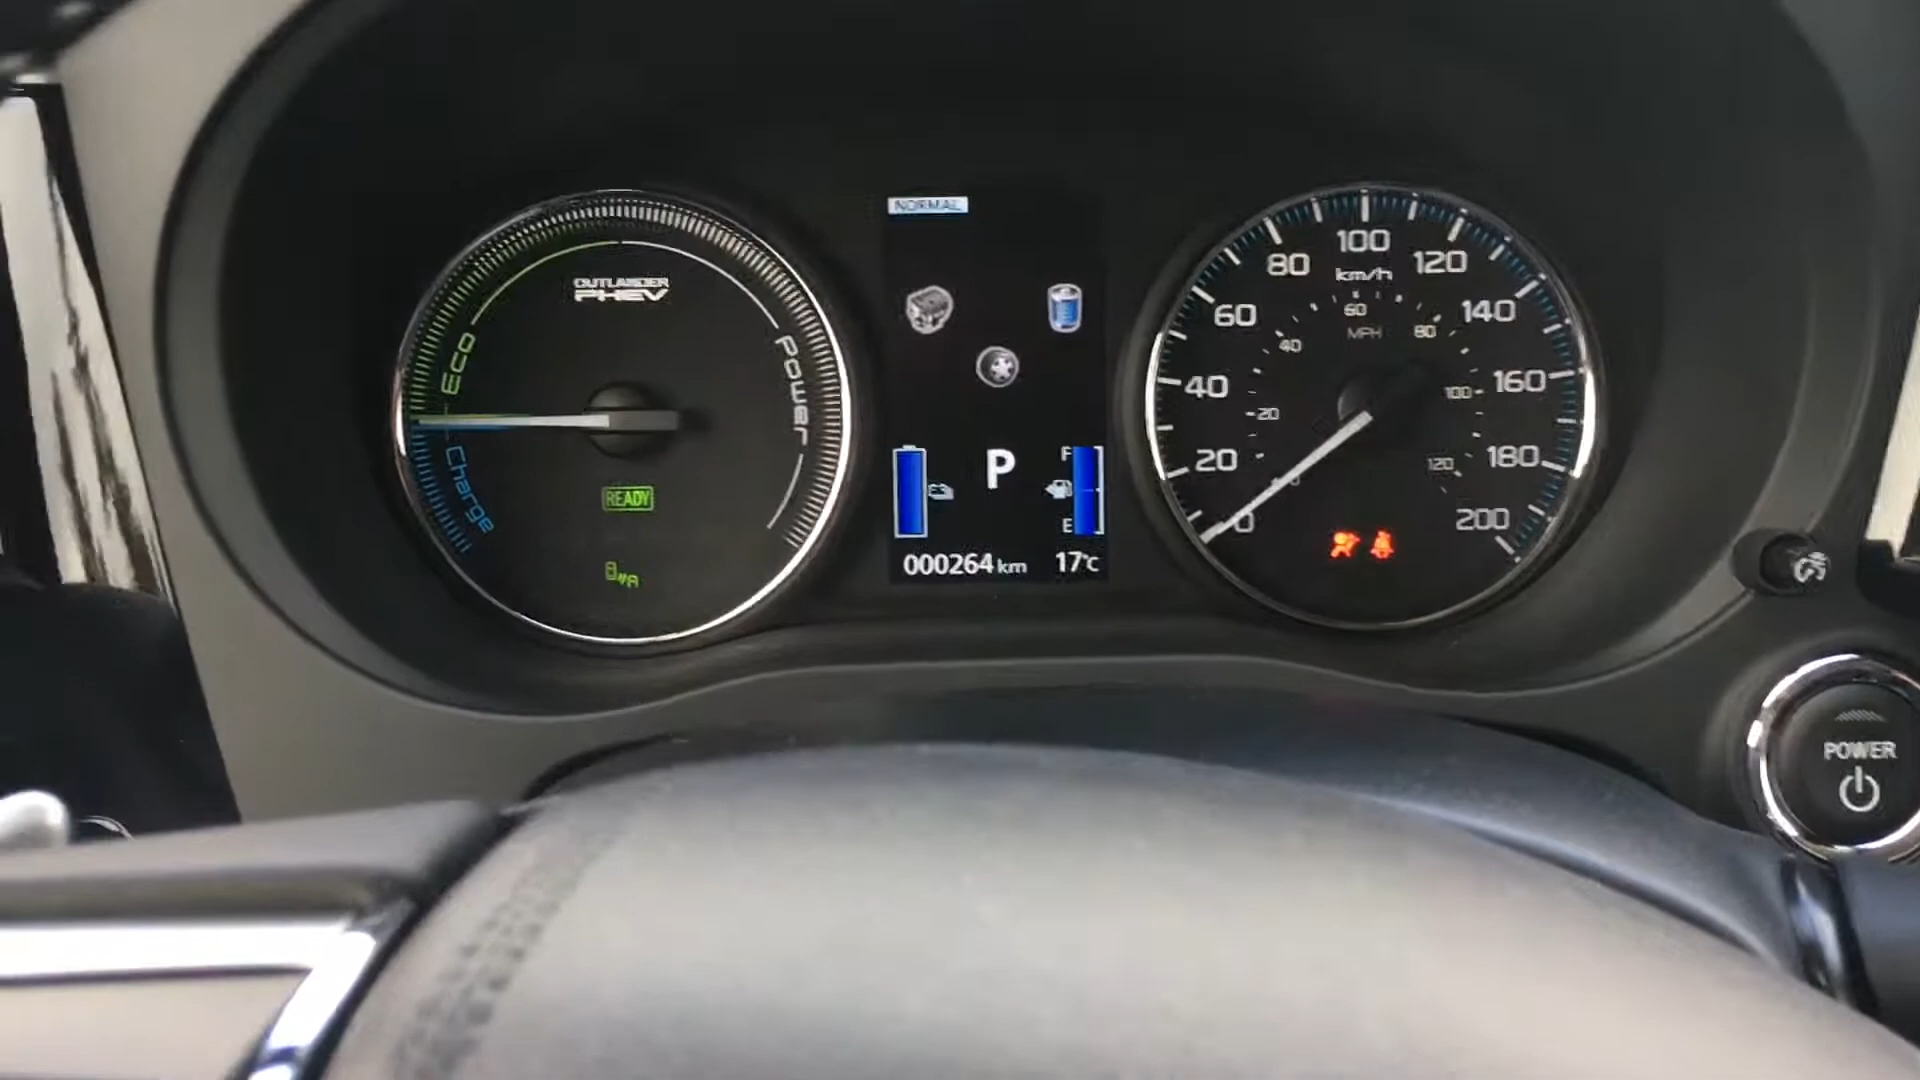 OUTLANDER
PHEV
Eco
Charge
Power
READY
NORMAL
P
F
E
000264 km
17°c
0
20
40
60
80
100
120
140
160
180
200
km/h
20
40
60
80
100
120
MPH
POWER